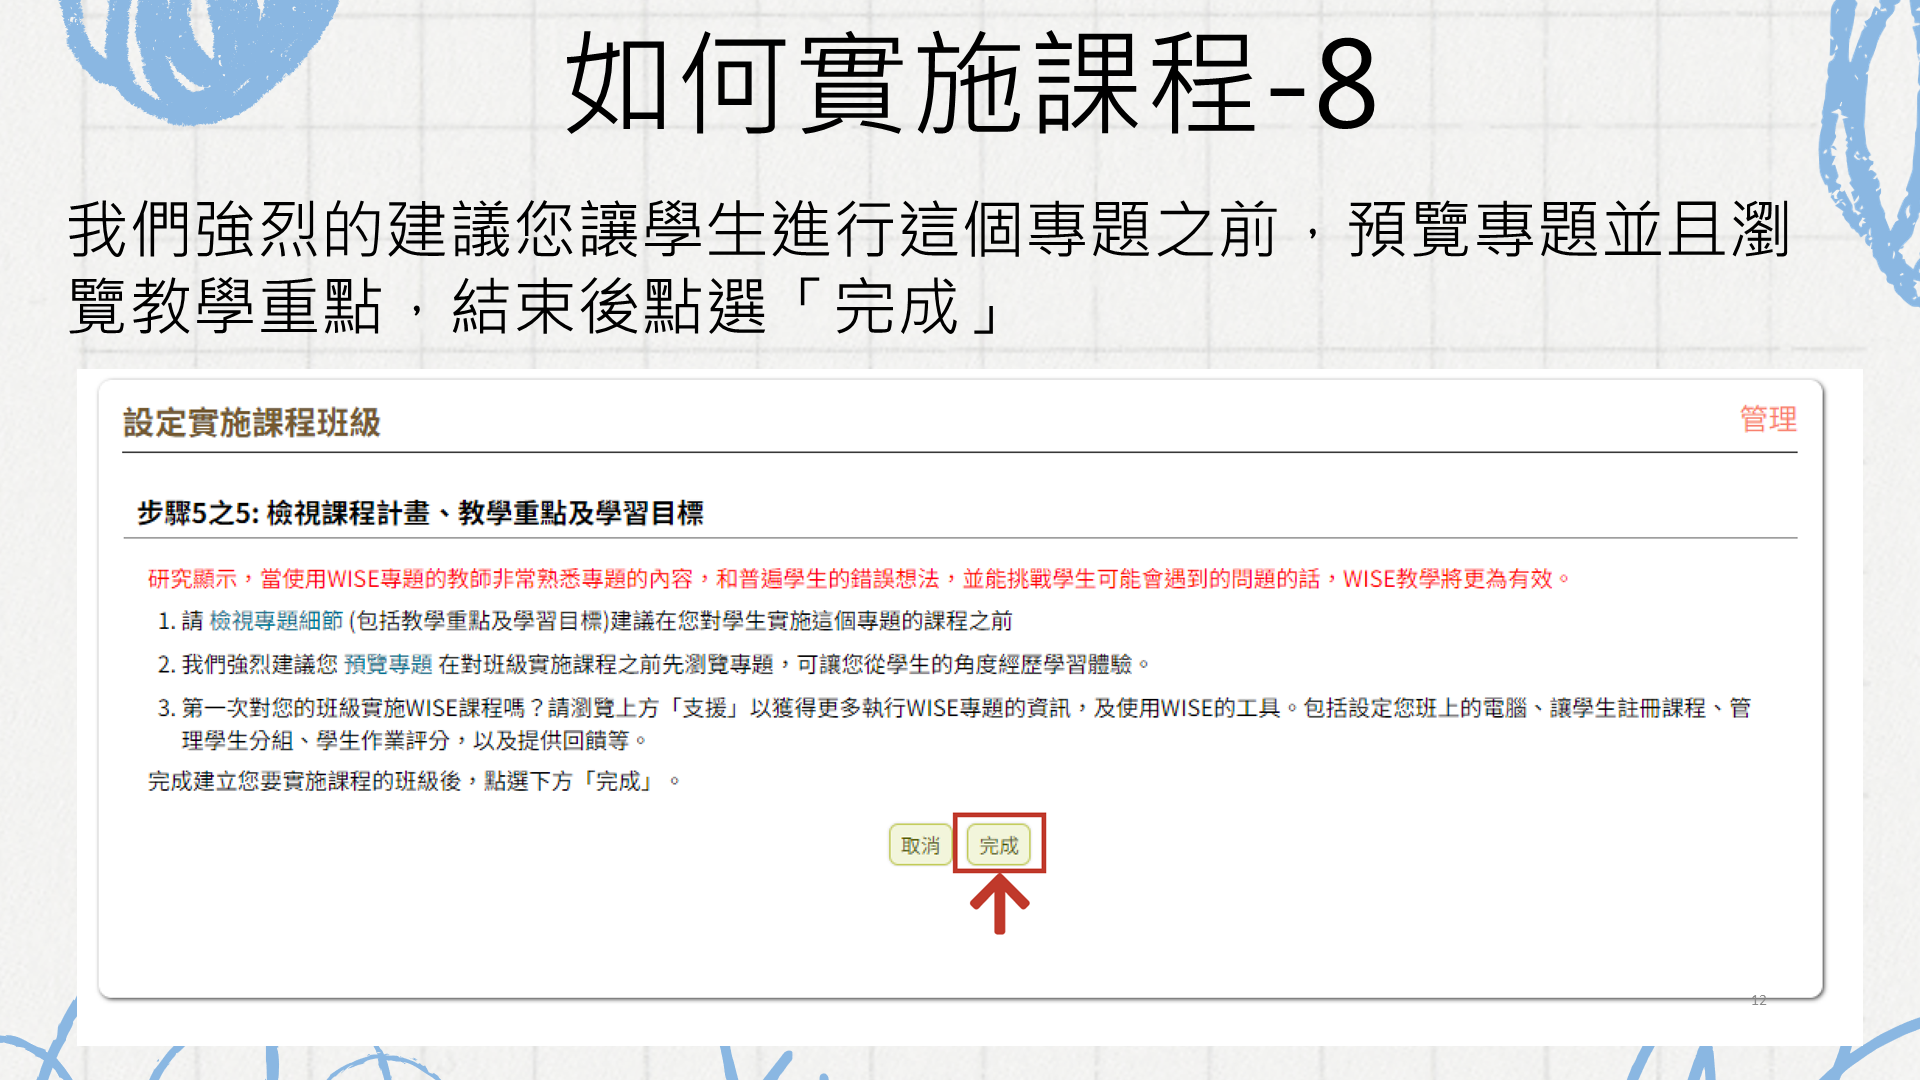 如何實施課程-8
我們強烈的建議您讓學生進行這個專題之前，預覽專題並且瀏
覽教學重點，結束後點選「完成」
設定實施課程班級
管理
步驟5之5: 檢視課程計畫、教學重點及學習目標
研究顯示，當使用WISE專題的教師非常熟悉專題的內容，和普遍學生的錯誤想法，並能挑戰學生可能會遇到的問題的話，WISE教學將更為有效。
1. 請 檢視專題細節 (包括教學重點及學習目標)建議在您對學生實施這個專題的課程之前
2. 我們強烈建議您 預覽專題 在對班級實施課程之前先瀏覽專題，可讓您從學生的角度經歷學習體驗。
3. 第一次對您的班級實施WISE課程嗎？請瀏覽上方「支援」以獲得更多執行WISE專題的資訊，及使用WISE的工具。包括設定您班上的電腦、讓學生註冊課程、管
理學生分組、學生作業評分，以及提供回饋等。
完成建立您要實施課程的班級後，點選下方「完成」。
取消
完成
12